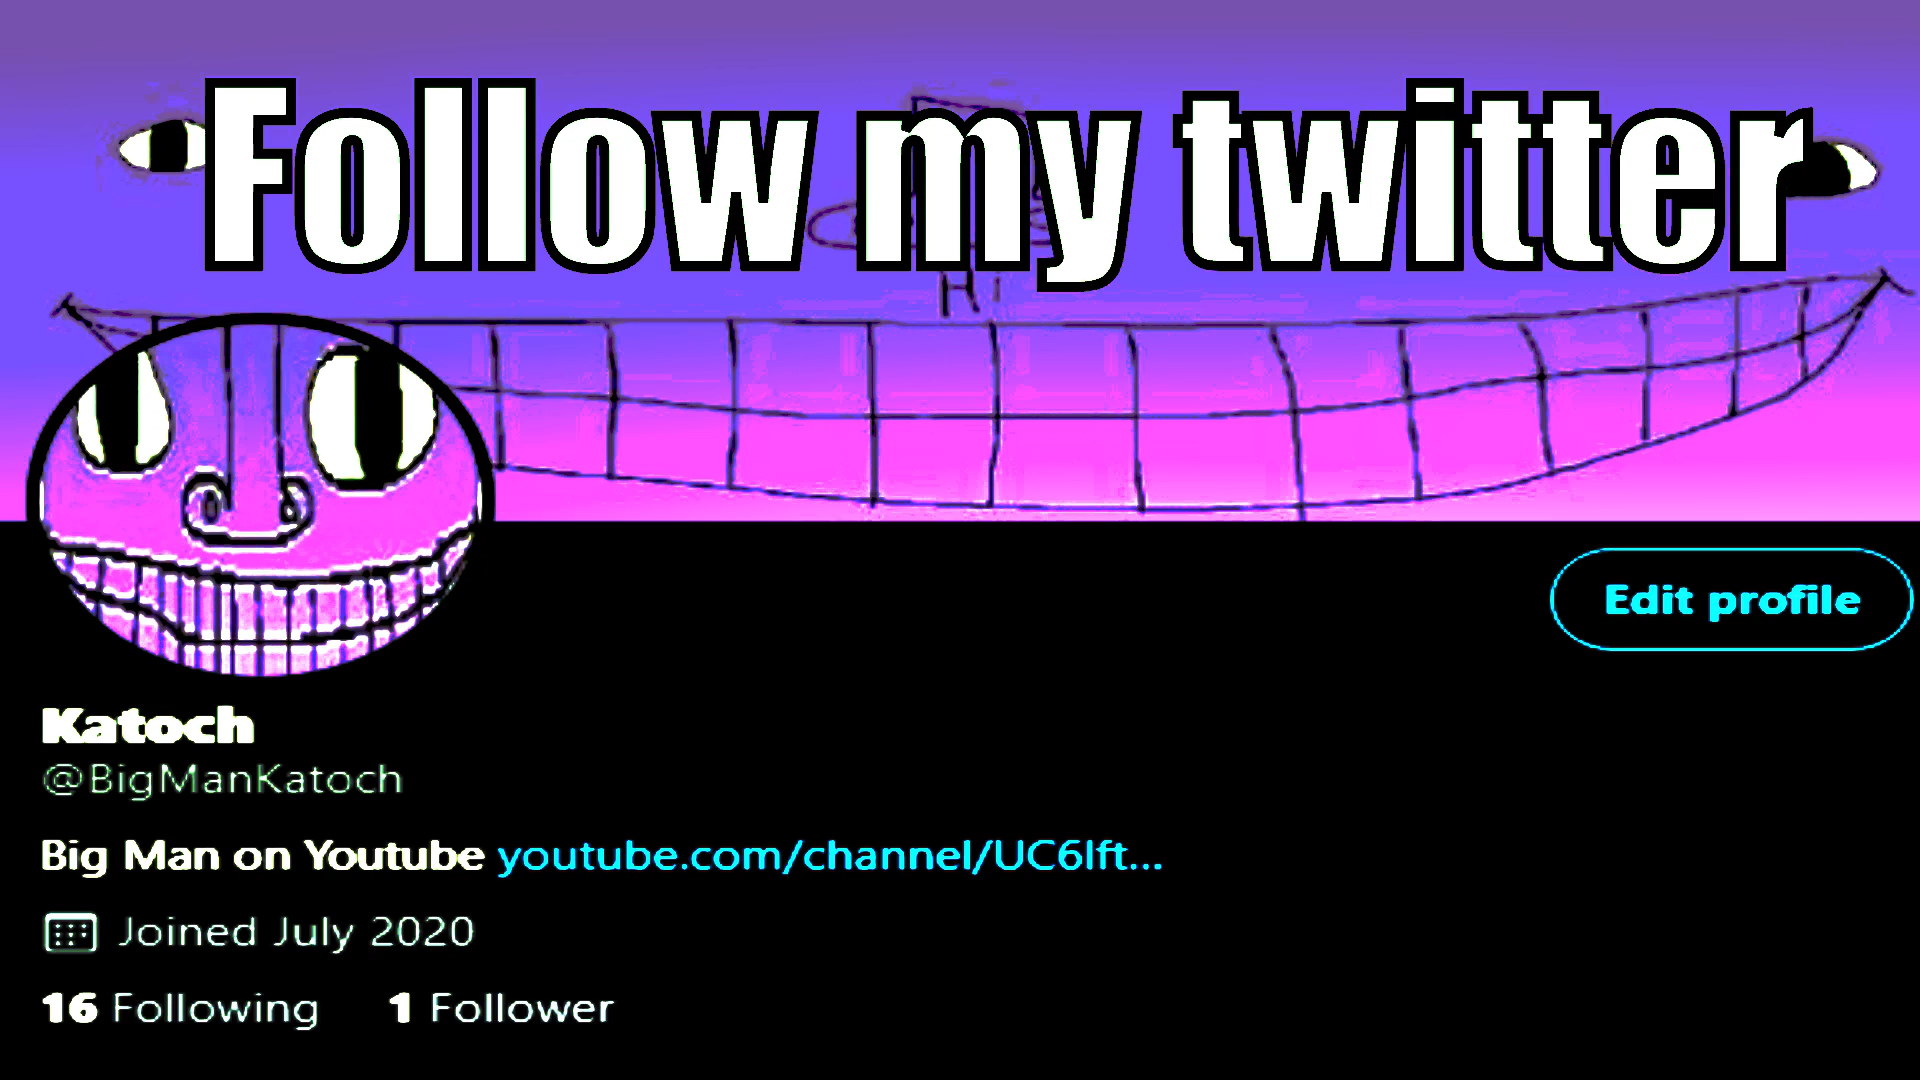 Follow my twitter
Hi
Edit profile
Katoch
@BigManKatoch
Big Man on Youtube youtube.com/channel/UC6lft...
Joined July 2020
16 Following 1 Follower